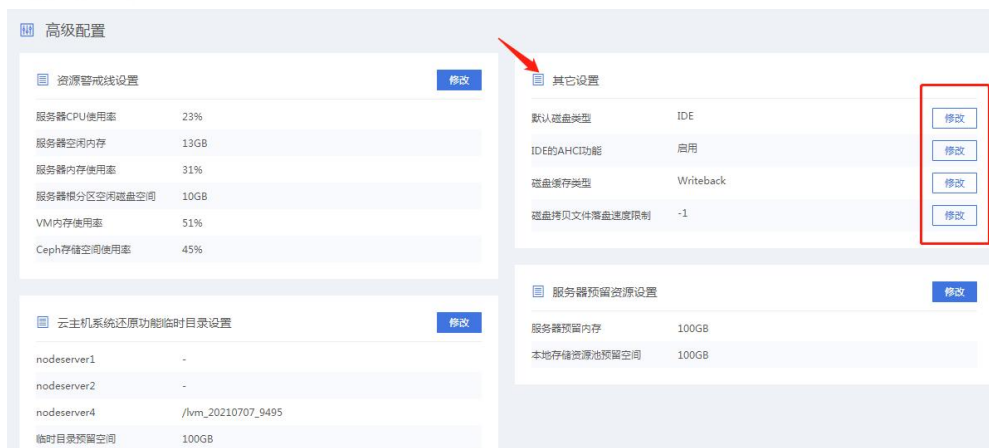 高级配置
资源警戒线设置 修改
服务器CPU使用率 23%
服务器空闲内存 13GB
服务器内存使用率 31%
服务器根分区空闲磁盘空间 10GB
VM内存使用率 51%
Ceph存储空间使用率 45%
云主机系统还原功能临时目录设置 修改
nodeserver1 -
nodeserver2 -
nodeserver4 /lvm_20210707_9495
临时目录预留空间 100GB
其它设置
默认磁盘类型 IDE 修改
IDE的AHCI功能 启用 修改
磁盘缓存类型 Writeback 修改
磁盘拷贝文件落盘速度限制 -1 修改
服务器预留资源设置 修改
服务器预留内存 100GB
本地存储资源池预留空间 100GB